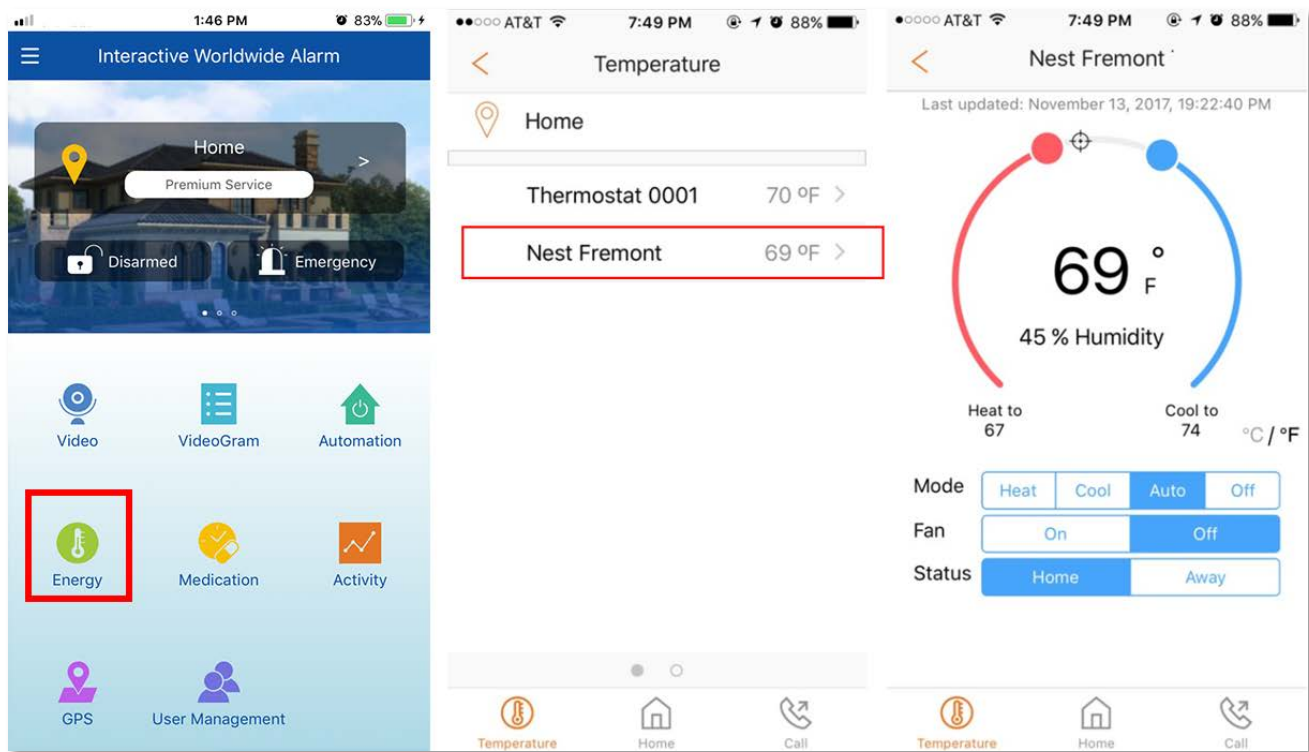 1:46 PM
83%
Interactive Worldwide Alarm
Home
>
Premium Service
Disarmed
Emergency
Video
VideoGram
Automation
Energy
Medication
Activity
GPS
User Management
AT&T
7:49 PM
88%
Temperature
Home
Thermostat 0001
70 °F
Nest Fremont
69 °F
Temperature
Home
Call
AT&T
7:49 PM
88%
Nest Fremont
Last updated: November 13, 2017, 19:22:40 PM
69 °F
45 % Humidity
Heat to
67
Cool to
74
°C / °F
Mode
Heat
Cool
Auto
Off
Fan
On
Off
Status
Home
Away
Temperature
Home
Call